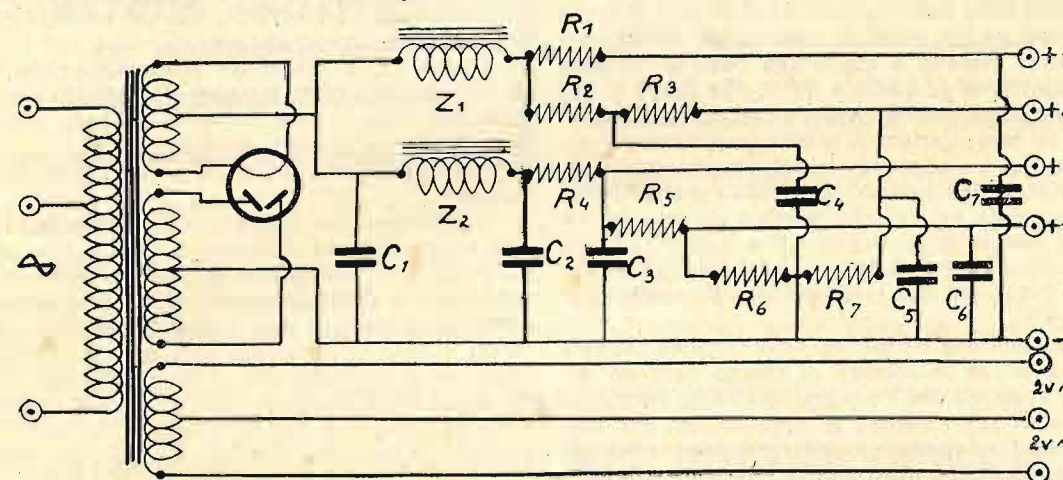 R1
+
Z1
R2
R3
+
Z2
R4
R5
+
C1
C2
C3
C4
C7
+
R6
R7
C5
C6
-
2v~
2v~